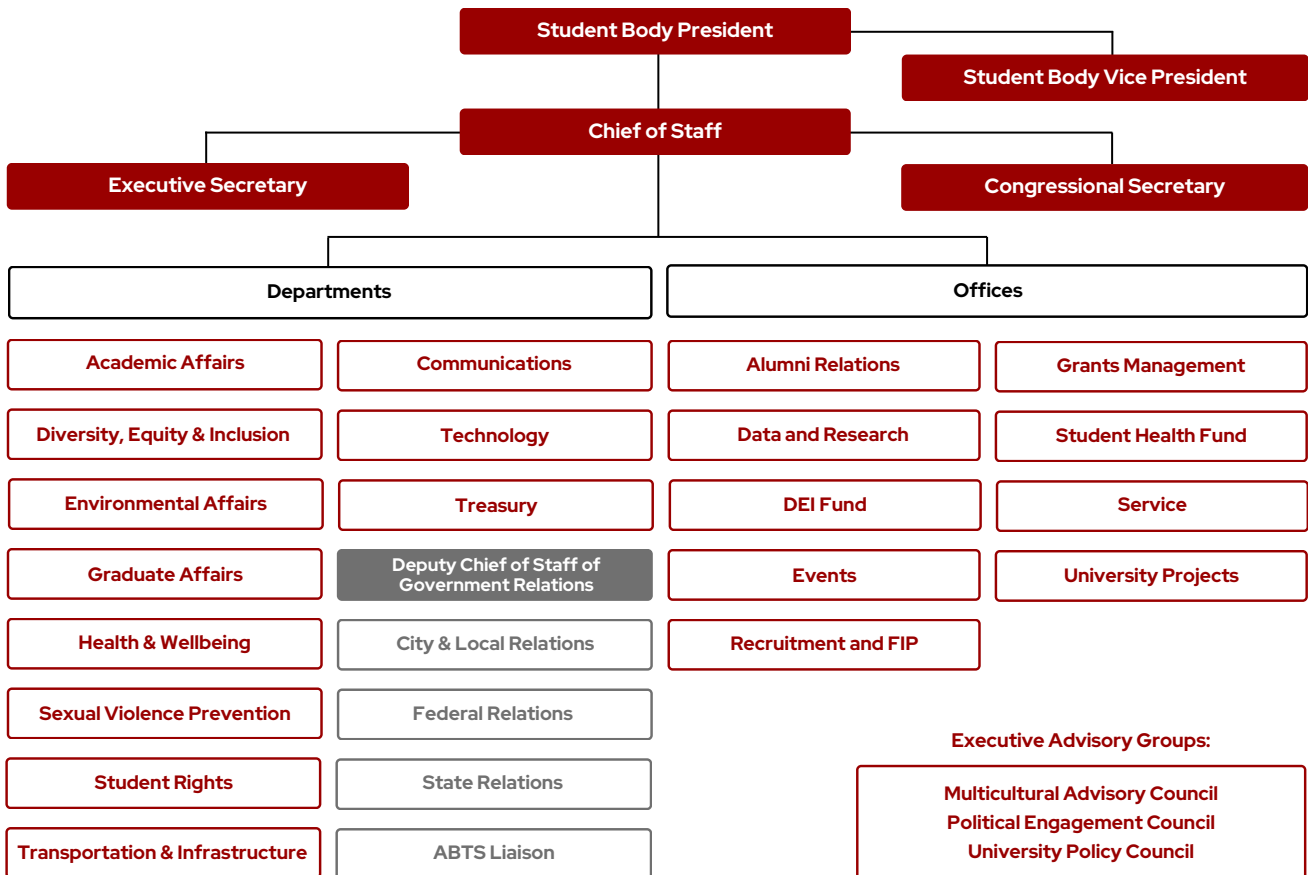 Student Body President
Student Body Vice President
Chief of Staff
Executive Secretary
Congressional Secretary
Departments
Offices
Academic Affairs
Communications
Alumni Relations
Grants Management
Diversity, Equity & Inclusion
Technology
Data and Research
Student Health Fund
Environmental Affairs
Treasury
DEI Fund
Service
Graduate Affairs
Deputy Chief of Staff of
Government Relations
Events
University Projects
Health & Wellbeing
City & Local Relations
Recruitment and FIP
Sexual Violence Prevention
Federal Relations
Student Rights
State Relations
Transportation & Infrastructure
ABTS Liaison
Executive Advisory Groups:
Multicultural Advisory Council
Political Engagement Council
University Policy Council